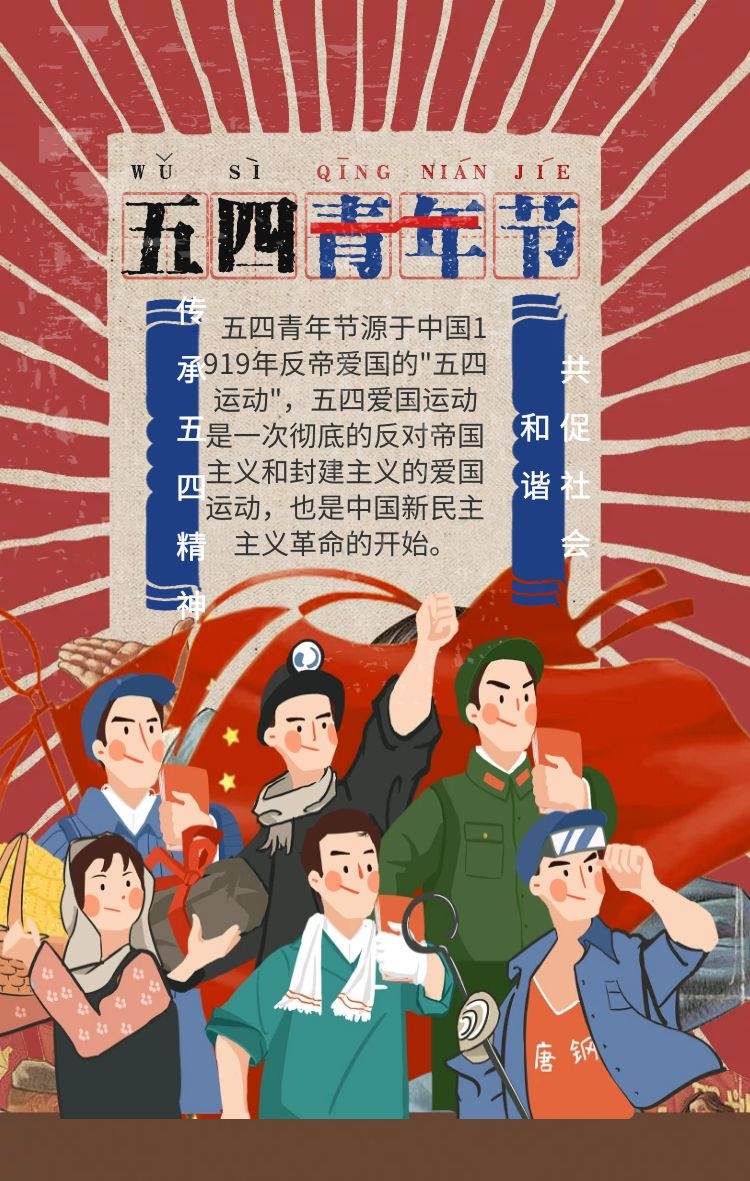 WǓ SÌ QĪNG NIÁN JÍE
五四青年节
传承五四精神
五四青年节源于中国1
919年反帝爱国的"五四
运动"，五四爱国运动
是一次彻底的反对帝国
主义和封建主义的爱国
运动，也是中国新民主
主义革命的开始。
共促社会
和谐
唐钢